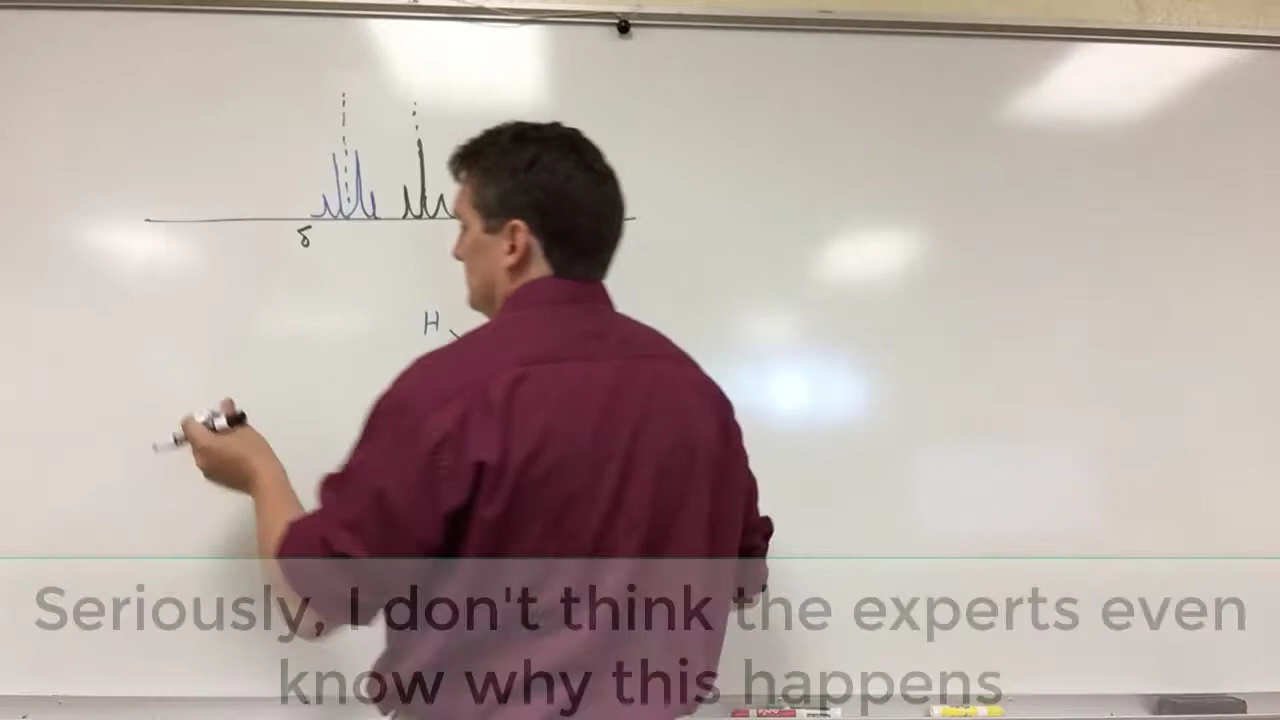 δ
H
Seriously, I don't think the experts even
know why this happens